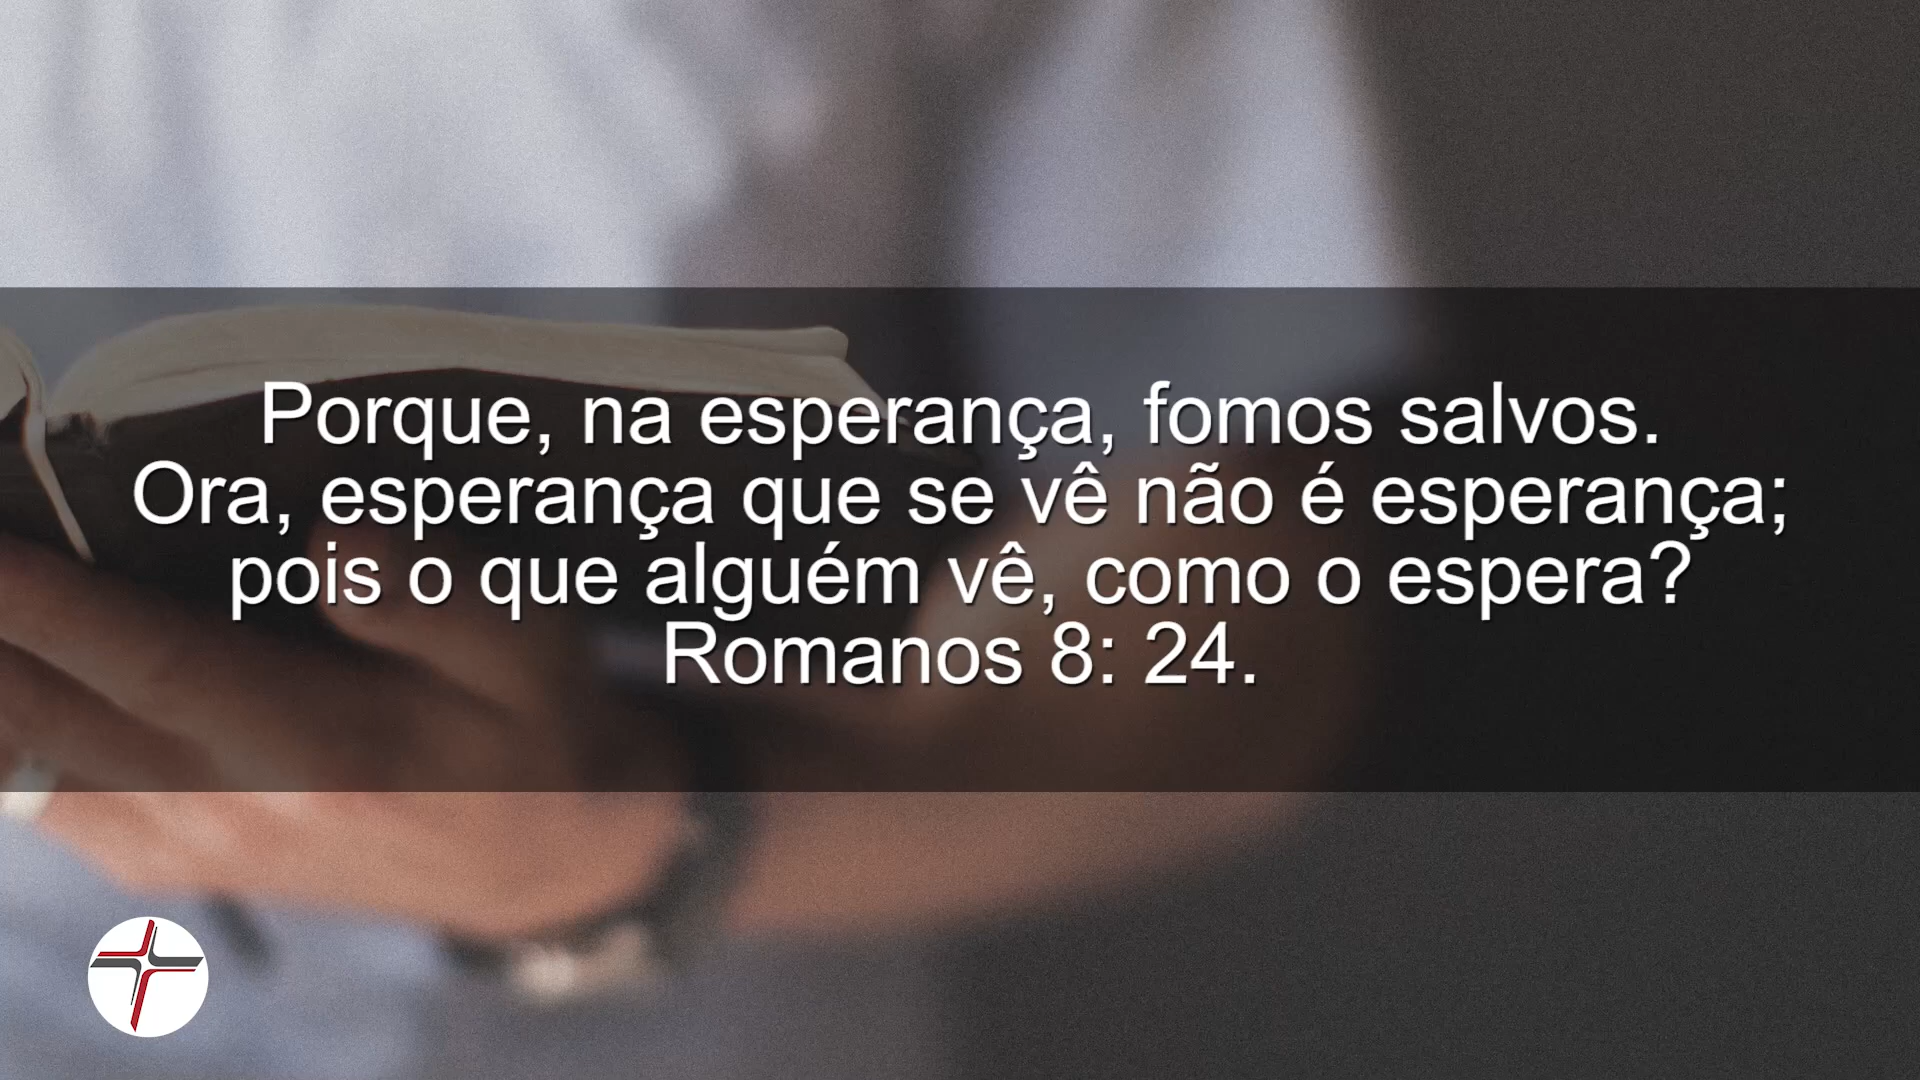 Porque, na esperança, fomos salvos.
Ora, esperança que se vê não é esperança;
pois o que alguém vê, como o espera?
Romanos 8: 24.